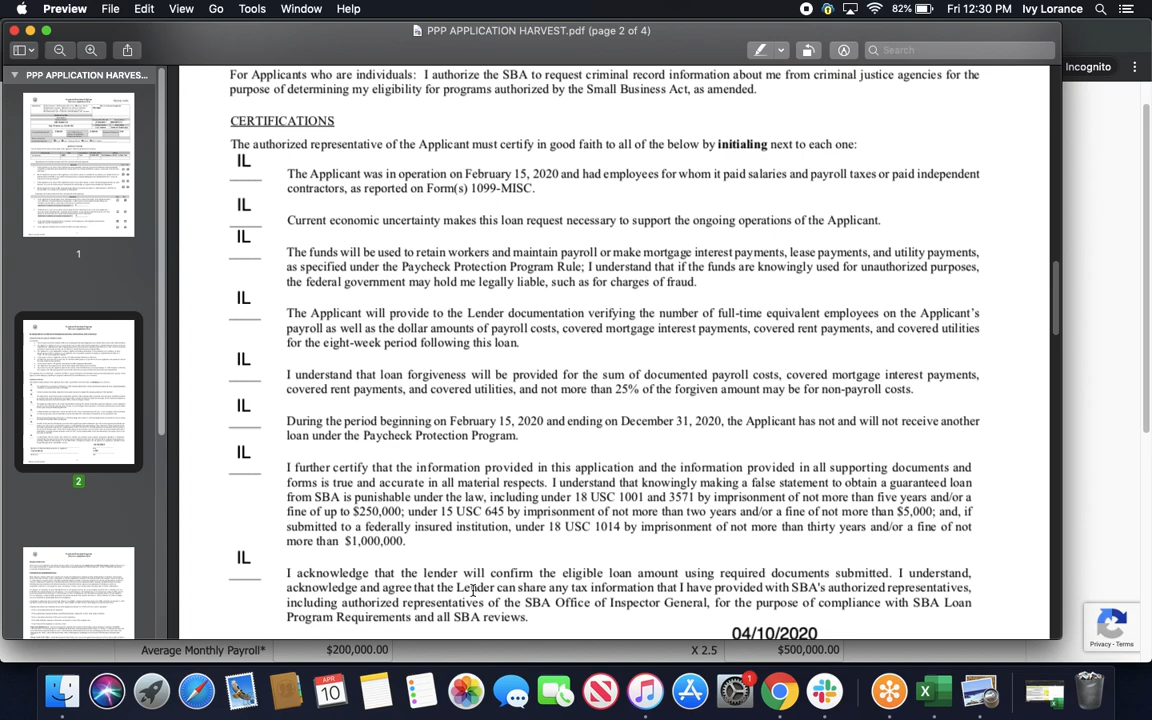 Preview File Edit View Go Tools Window Help 82% Fri 12:30 PM Ivy Lorance
PPP APPLICATION HARVEST.pdf (page 2 of 4)
Search
Incognito
PPP APPLICATION HARVES...
1
2
For Applicants who are individuals: I authorize the SBA to request criminal record information about me from criminal justice agencies for the
purpose of determining my eligibility for programs authorized by the Small Business Act, as amended.
CERTIFICATIONS
The authorized representative of the Applicant must certify in good faith to all of the below by initialing next to each one:
IL
The Applicant was in operation on February 15, 2020 and had employees for whom it paid salaries and payroll taxes or paid independent
contractors, as reported on Form(s) 1099-MISC.
IL
Current economic uncertainty makes this loan request necessary to support the ongoing operations of the Applicant.
IL
The funds will be used to retain workers and maintain payroll or make mortgage interest payments, lease payments, and utility payments,
as specified under the Paycheck Protection Program Rule; I understand that if the funds are knowingly used for unauthorized purposes,
the federal government may hold me legally liable, such as for charges of fraud.
IL
The Applicant will provide to the Lender documentation verifying the number of full-time equivalent employees on the Applicant's
payroll as well as the dollar amounts of payroll costs, covered mortgage interest payments, covered rent payments, and covered utilities
for the eight-week period following this loan.
IL
I understand that loan forgiveness will be provided for the sum of documented payroll costs, covered mortgage interest payments,
covered rent payments, and covered utilities, and not more than 25% of the forgiven amount may be for non-payroll costs.
IL
During the period beginning on February 15, 2020 and ending on December 31, 2020, the Applicant has not and will not receive another
loan under the Paycheck Protection Program.
IL
I further certify that the information provided in this application and the information provided in all supporting documents and
forms is true and accurate in all material respects. I understand that knowingly making a false statement to obtain a guaranteed loan
from SBA is punishable under the law, including under 18 USC 1001 and 3571 by imprisonment of not more than five years and/or a
fine of up to $250,000; under 15 USC 645 by imprisonment of not more than two years and/or a fine of not more than $5,000; and, if
submitted to a federally insured institution, under 18 USC 1014 by imprisonment of not more than thirty years and/or a fine of not
more than $1,000,000.
IL
I acknowledge that the lender will confirm the eligible loan amount using required documents submitted. I understand,
acknowledge and agree that the Lender can share any tax information that I have provided with SBA's authorized representatives,
including authorized representatives of the SBA Office of Inspector General, for the purpose of compliance with SBA Loan
Program Requirements and all SBA reviews.
04/10/2020
Privacy - Terms
Average Monthly Payroll* $200,000.00 X 2.5 $500,000.00
APR
10
1